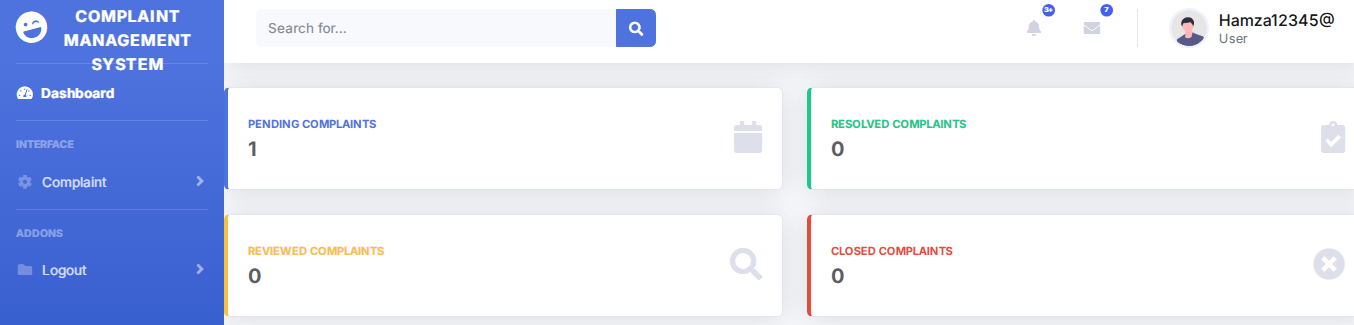 COMPLAINT
MANAGEMENT
SYSTEM
Dashboard
INTERFACE
Complaint
ADDONS
Logout
Search for...
3+
7
Hamza12345@
User
PENDING COMPLAINTS
1
RESOLVED COMPLAINTS
0
REVIEWED COMPLAINTS
0
CLOSED COMPLAINTS
0